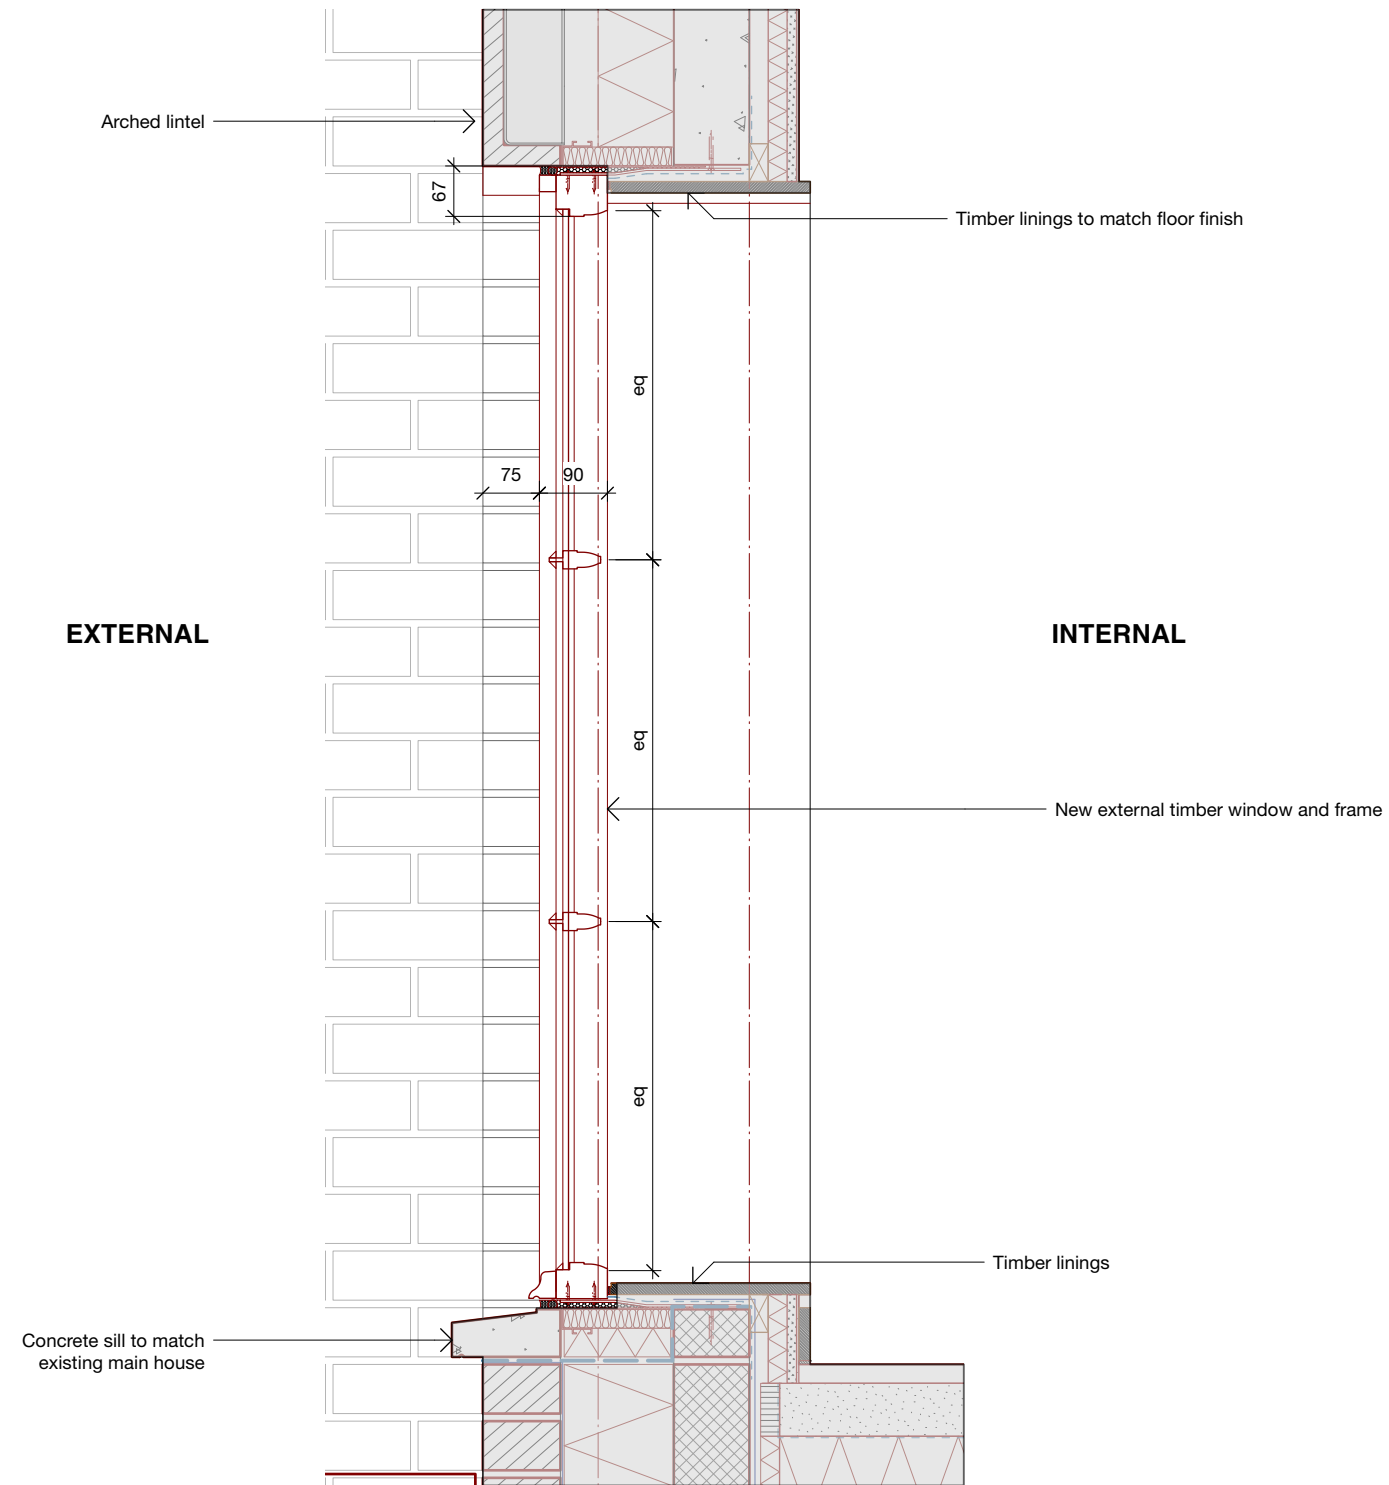 Arched lintel
67
Timber linings to match floor finish
eq
75
90
EXTERNAL
INTERNAL
eq
New external timber window and frame
eq
Timber linings
Concrete sill to match
existing main house